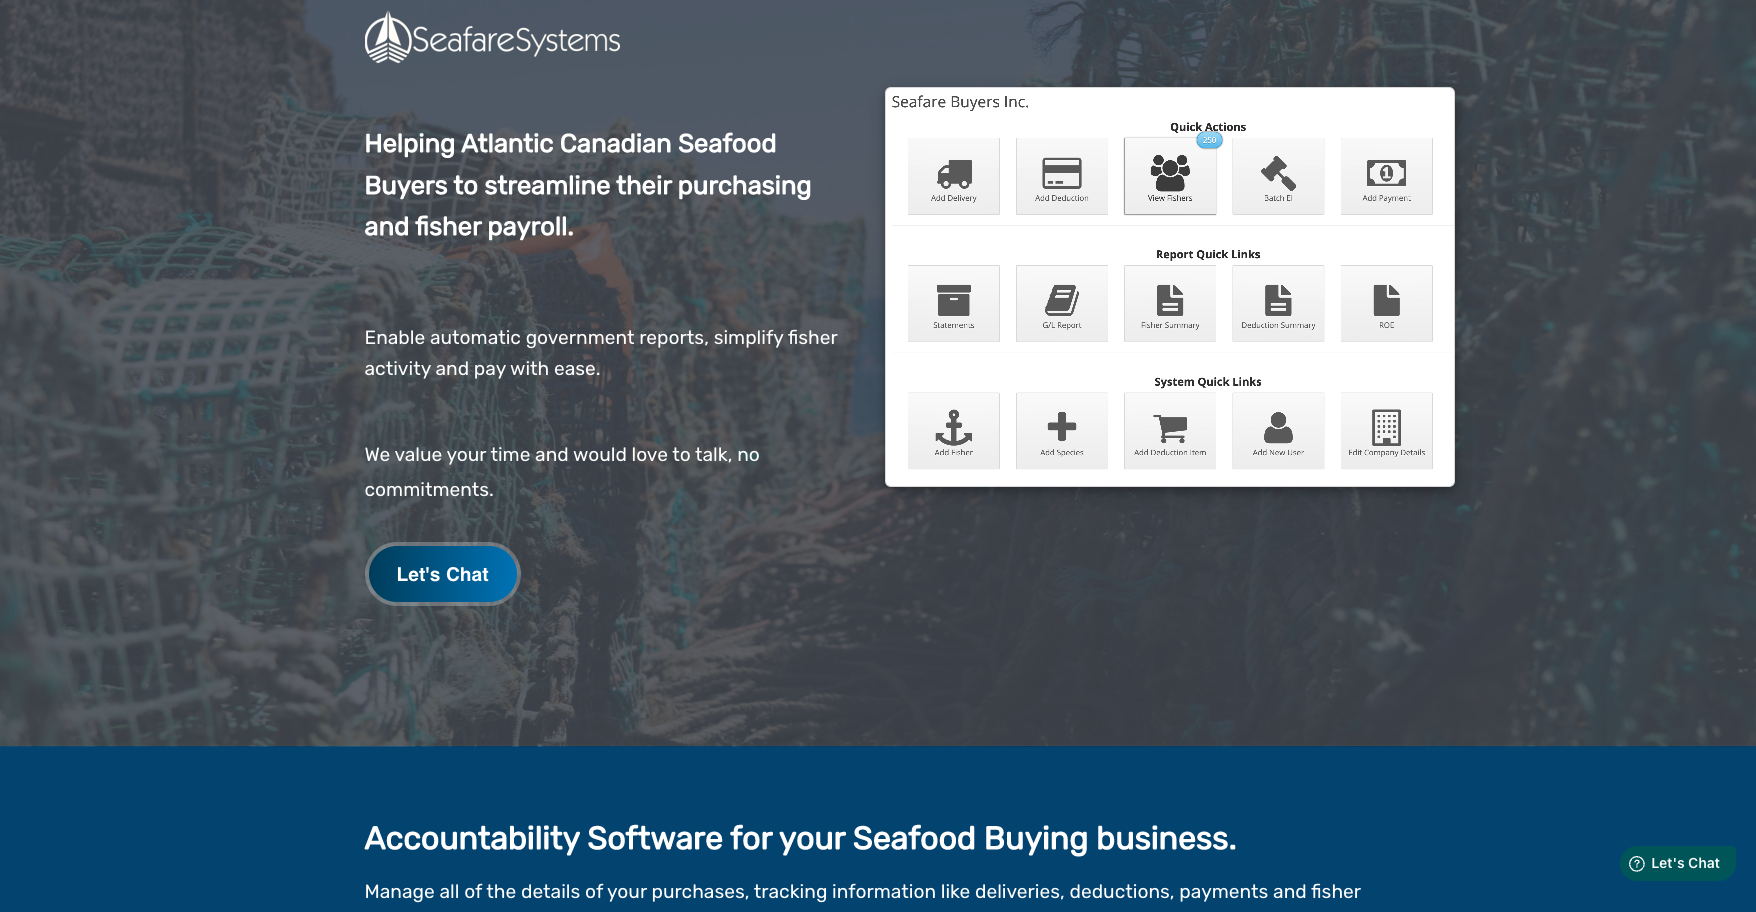 SeafareSystems
Helping Atlantic Canadian Seafood
Buyers to streamline their purchasing
and fisher payroll.
Enable automatic government reports, simplify fisher
activity and pay with ease.
We value your time and would love to talk, no
commitments.
Let's Chat
Seafare Buyers Inc.
Quick Actions
250
Add Delivery
Add Deduction
View Fishers
Batch EI
Add Payment
Report Quick Links
Statements
G/L Report
Fisher Summary
Deduction Summary
ROE
System Quick Links
Add Fisher
Add Species
Add Deduction Item
Add New User
Edit Company Details
Accountability Software for your Seafood Buying business.
Manage all of the details of your purchases, tracking information like deliveries, deductions, payments and fisher
Let's Chat